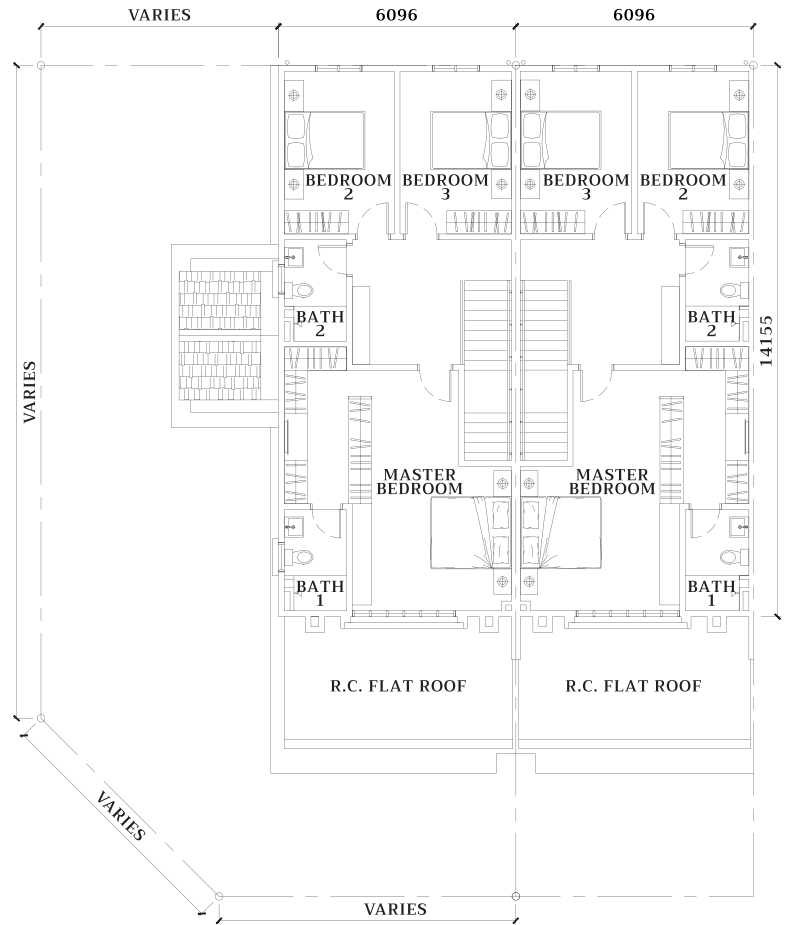 VARIES
6096
6096
BEDROOM
2
BEDROOM
3
BEDROOM
3
BEDROOM
2
BATH
2
BATH
2
14155
VARIES
MASTER
BEDROOM
MASTER
BEDROOM
BATH
1
BATH
1
R.C. FLAT ROOF
R.C. FLAT ROOF
VARIES
VARIES